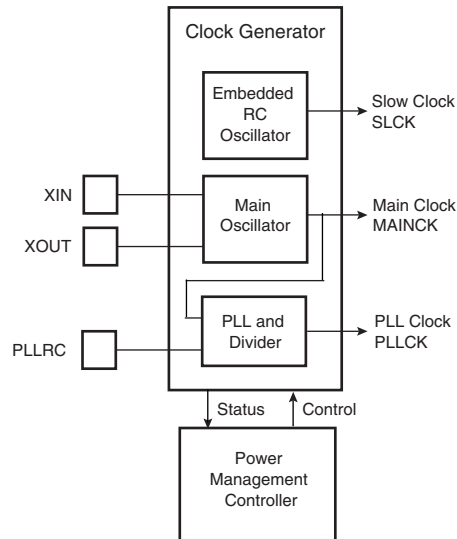 Clock Generator
Embedded
RC
Oscillator
Slow Clock
SLCK
XIN
Main
Oscillator
Main Clock
MAINCK
XOUT
PLL and
Divider
PLL Clock
PLLCK
PLLRC
Status
Control
Power
Management
Controller